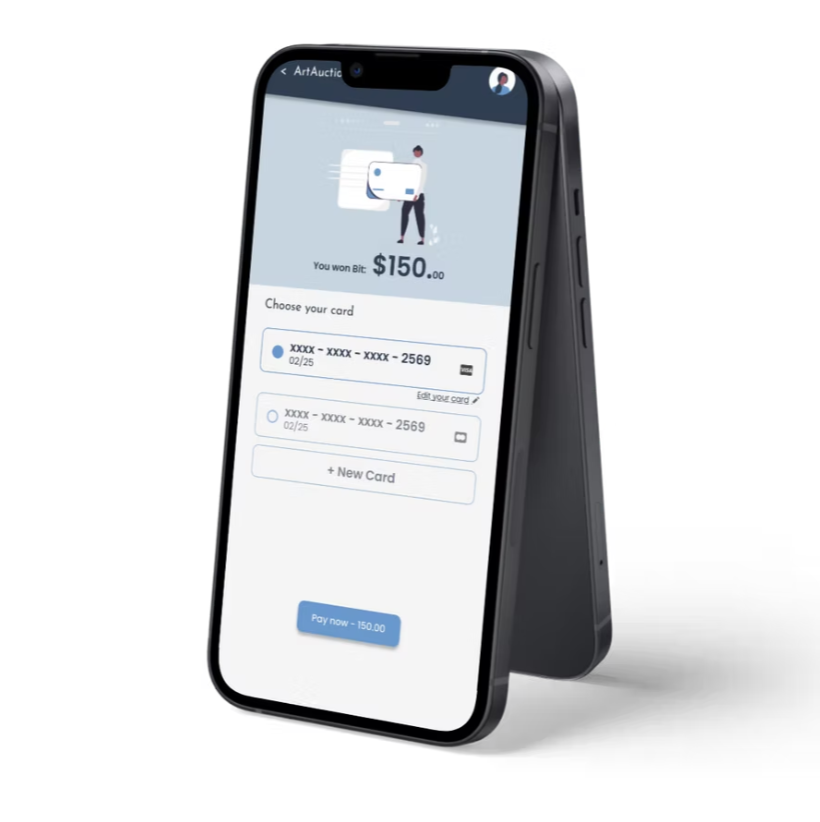 < ArtAuctio
You won Bit: $150.00
Choose your card
xxxx - xxxx - xxxx - 2569
02/25
VISA
Edit your card
xxxx - xxxx - xxxx - 2569
02/25
+ New Card
Pay now - 150.00